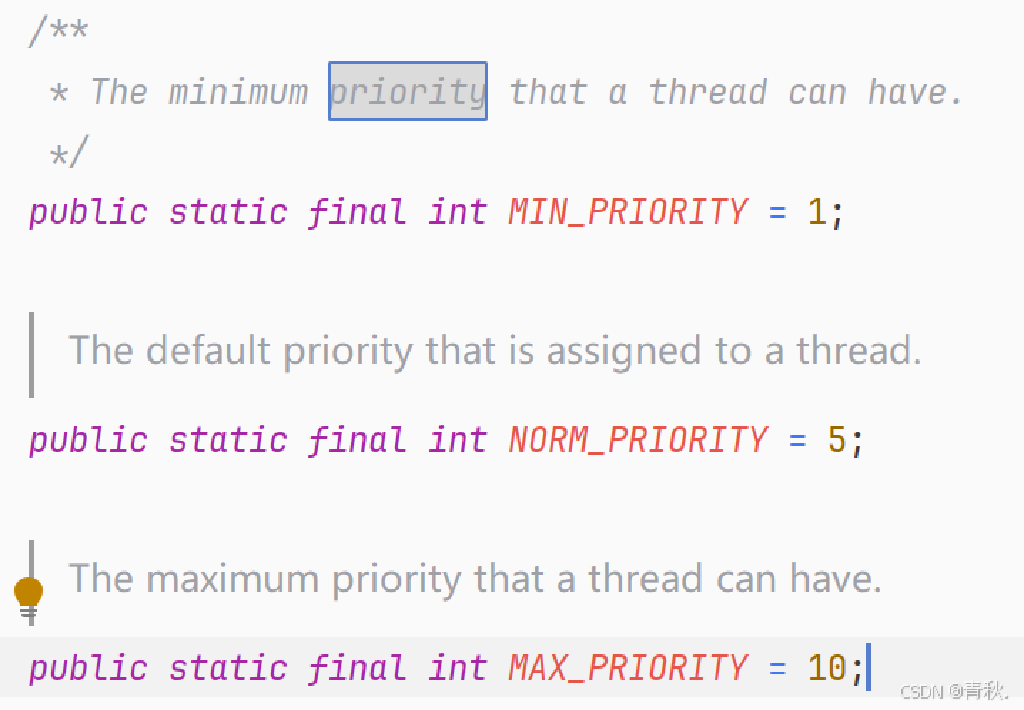 /**
* The minimum priority that a thread can have.
*/
public static final int MIN_PRIORITY = 1;
The default priority that is assigned to a thread.
public static final int NORM_PRIORITY = 5;
The maximum priority that a thread can have.
public static final int MAX_PRIORITY = 10;
CSDN @青秋.